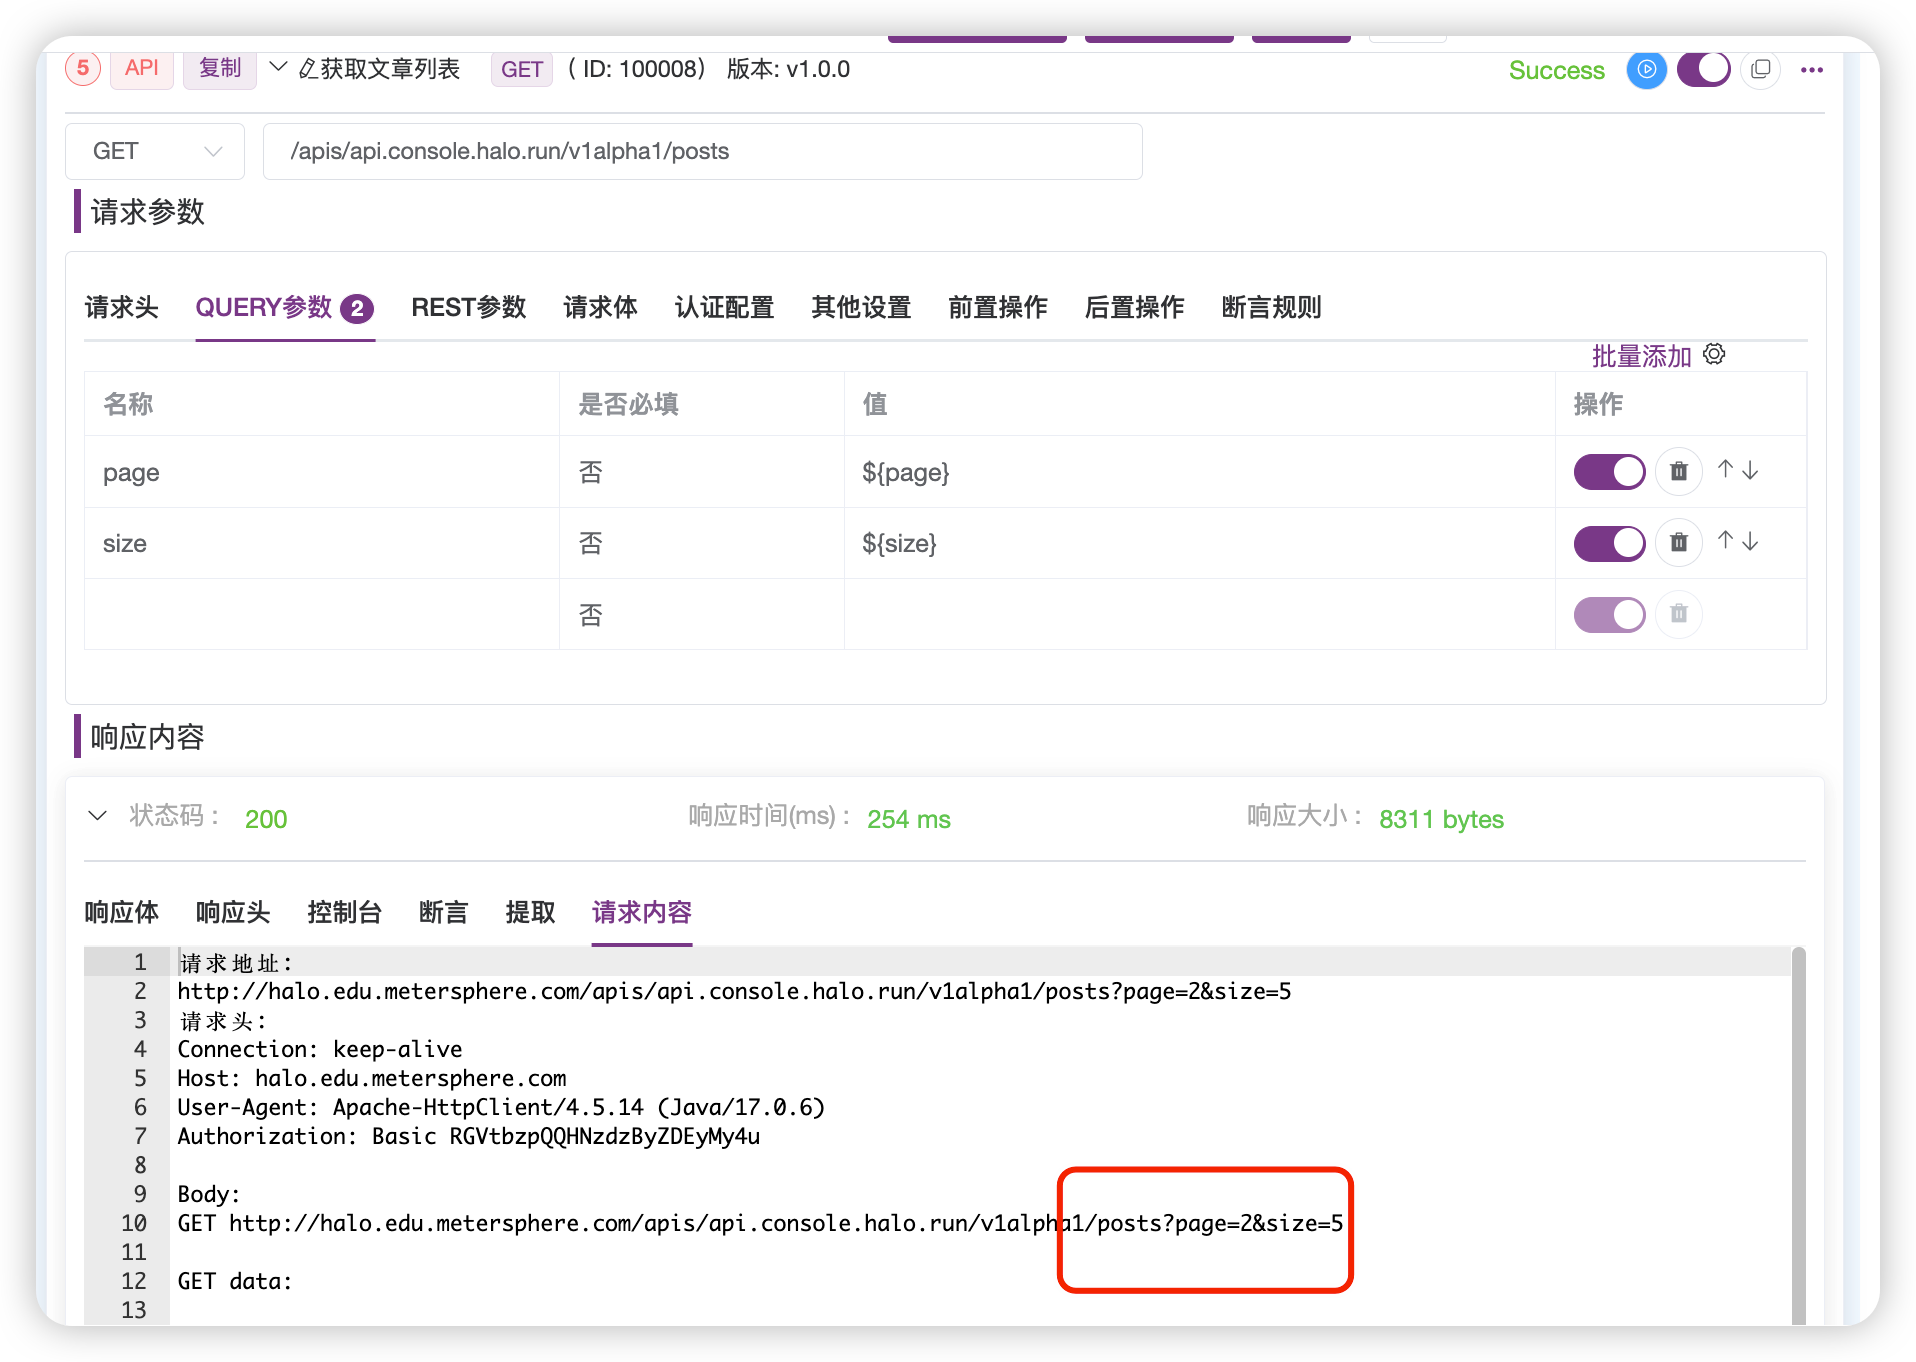 5 API 复制 获取文章列表 GET （ID: 100008） 版本: v1.0.0 Success
GET /apis/api.console.halo.run/v1alpha1/posts
请求参数
请求头 QUERY参数 2 REST参数 请求体 认证配置 其他设置 前置操作 后置操作 断言规则
批量添加
名称 是否必填 值 操作
page 否 ${page}
size 否 ${size}
否
响应内容
状态码： 200 响应时间(ms)： 254 ms 响应大小： 8311 bytes
响应体 响应头 控制台 断言 提取 请求内容
1 请求地址:
2 http://halo.edu.metersphere.com/apis/api.console.halo.run/v1alpha1/posts?page=2&size=5
3 请求头:
4 Connection: keep-alive
5 Host: halo.edu.metersphere.com
6 User-Agent: Apache-HttpClient/4.5.14 (Java/17.0.6)
7 Authorization: Basic RGVtbzpQQHNzdzByZDEyMy4u
8
9 Body:
10 GET http://halo.edu.metersphere.com/apis/api.console.halo.run/v1alpha1/posts?page=2&size=5
11
12 GET data:
13